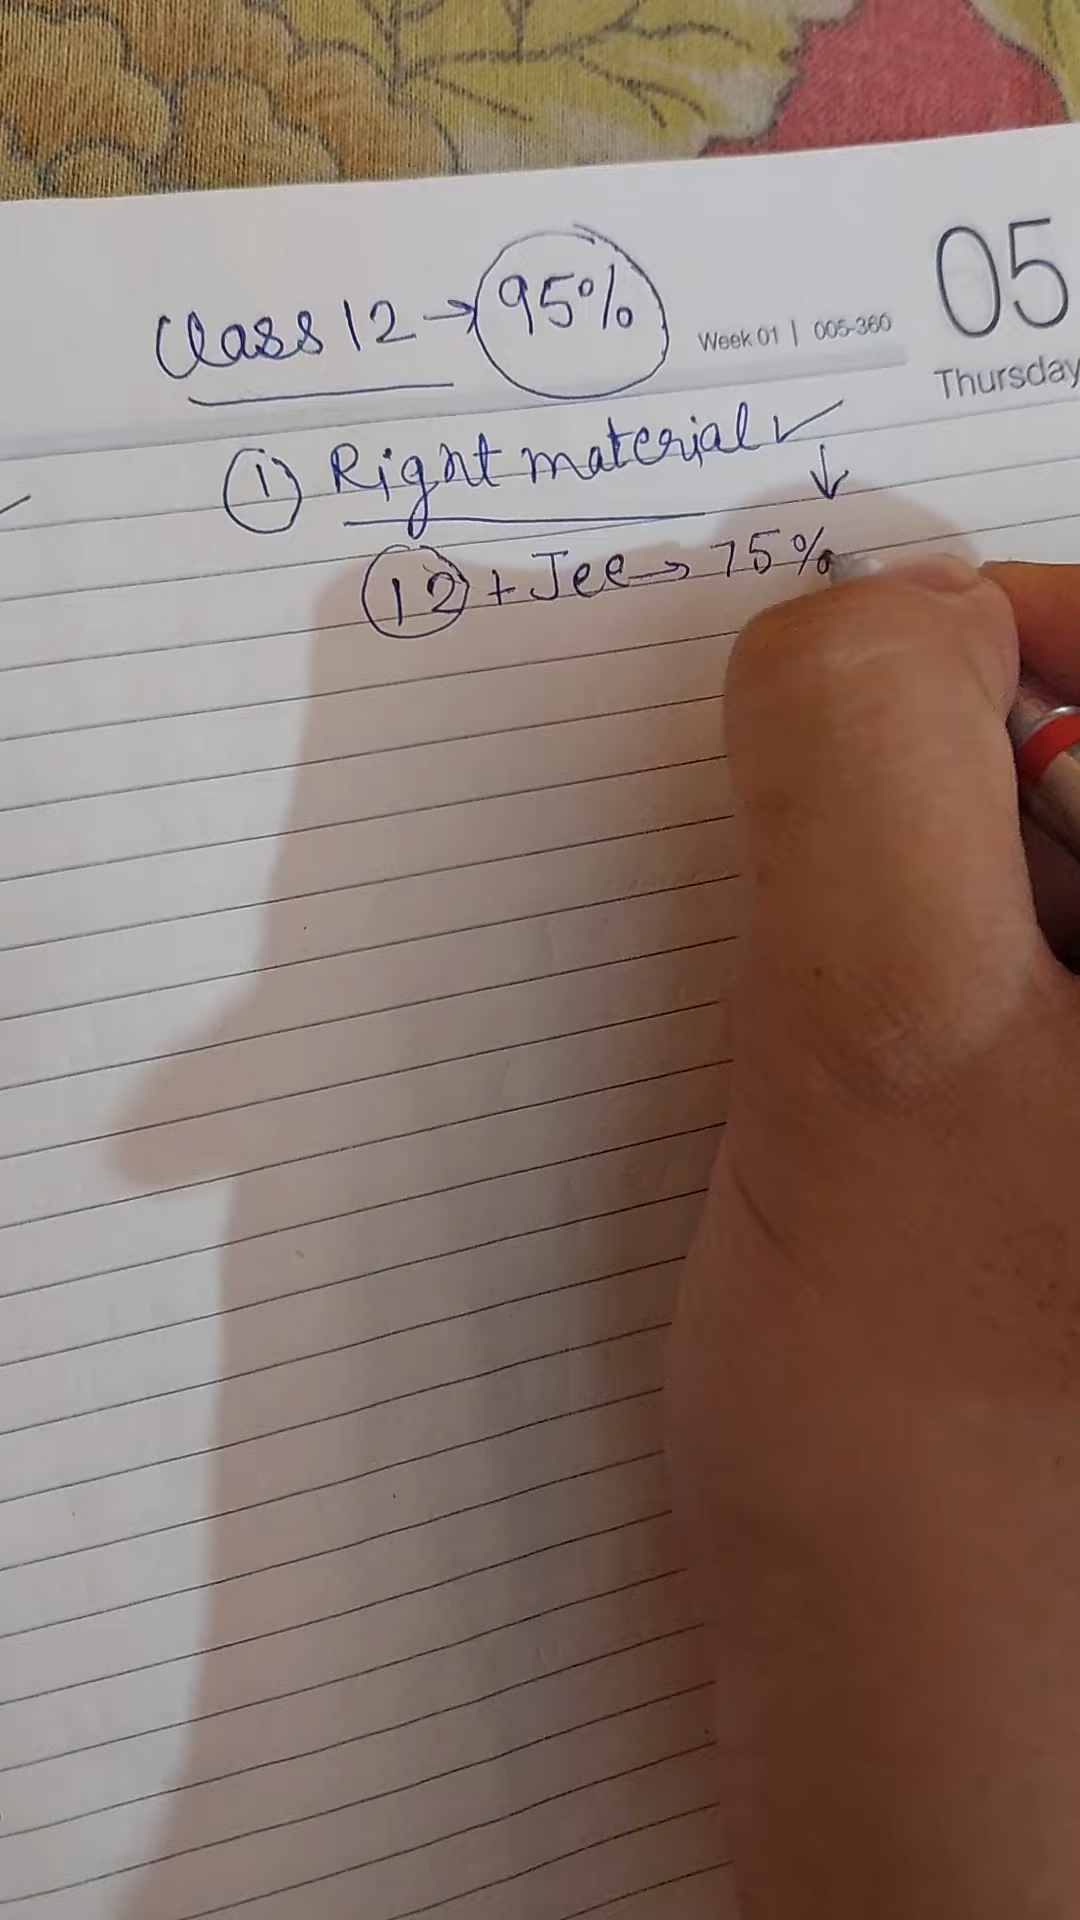 05
Class 12 → 95%
Week 01 | 005-360
Thursday
① Right material ✓
↓
12 + Jee → 75%